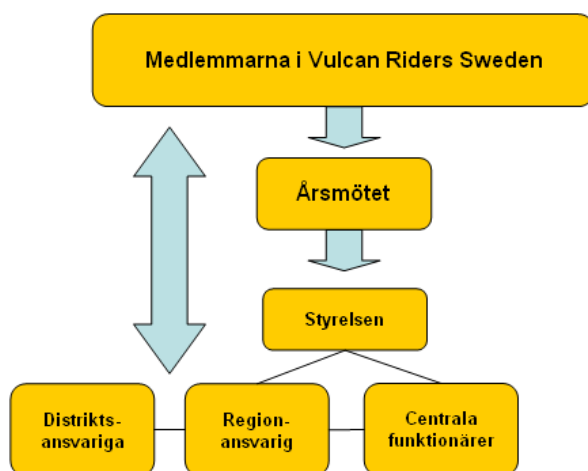 Medlemmarna i Vulcan Riders Sweden
Årsmötet
Styrelsen
Distrikts-
ansvariga
Region-
ansvarig
Centrala
funktionärer